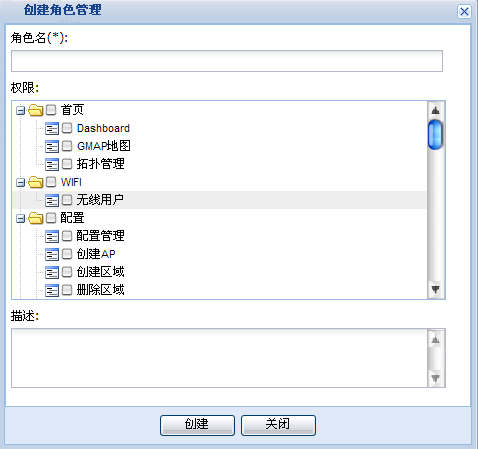 创建角色管理
角色名(*):
权限:
首页
Dashboard
GMAP地图
拓扑管理
WIFI
无线用户
配置
配置管理
创建AP
创建区域
删除区域
描述:
创建 关闭